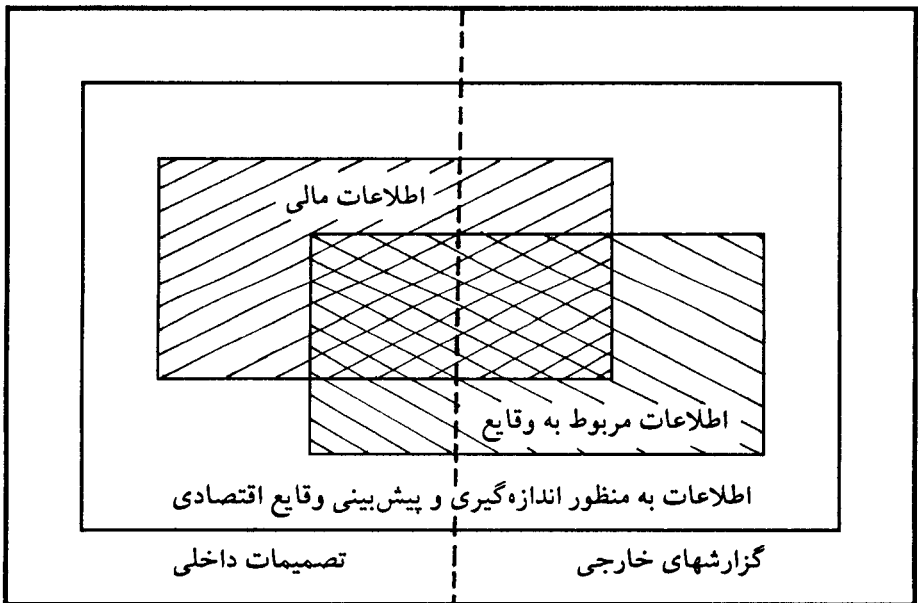 اطلاعات مالی
اطلاعات مربوط به وقایع
اطلاعات به منظور اندازه‌گیری و پیش‌بینی وقایع اقتصادی
گزارشهای خارجی
تصمیمات داخلی